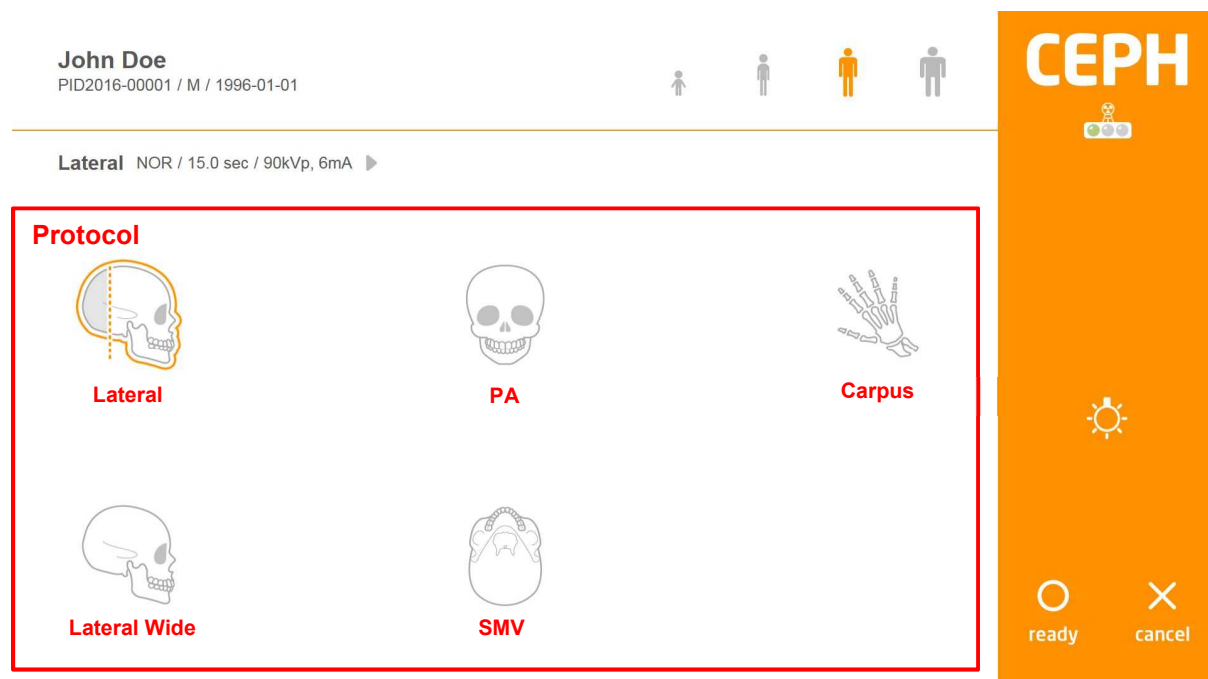 John Doe
PID2016-00001 / M / 1996-01-01
CEPH
Lateral NOR / 15.0 sec / 90kVp, 6mA
Protocol
Lateral
PA
Carpus
Lateral Wide
SMV
ready
cancel